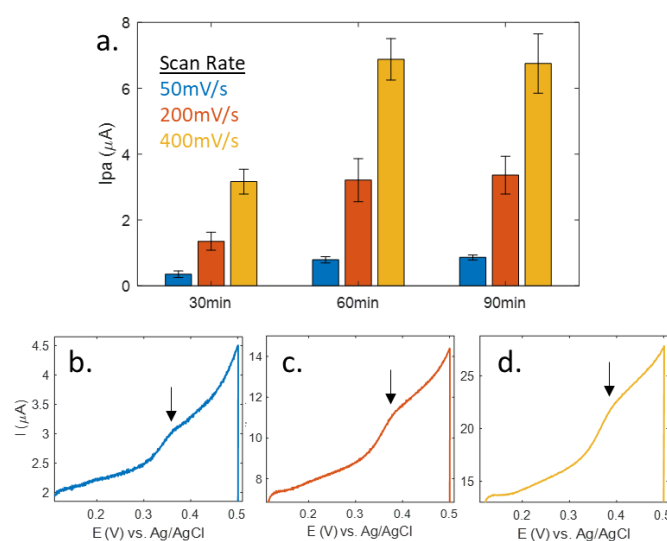 a.
Scan Rate
50mV/s
200mV/s
400mV/s
Ipa (μA)
8
6
4
2
0
30min 60min 90min
b.
I (μA)
4.5
4
3.5
3
2.5
2
0.2 0.3 0.4 0.5
E (V) vs. Ag/AgCl
c.
14
12
10
8
0.2 0.3 0.4 0.5
E (V) vs. Ag/AgCl
d.
25
20
15
0.2 0.3 0.4 0.5
E (V) vs. Ag/AgCl